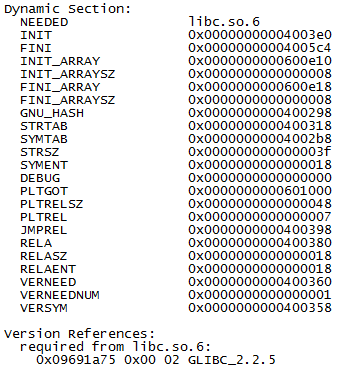 Dynamic Section:
NEEDED libc.so.6
INIT 0x00000000004003e0
FINI 0x00000000004005c4
INIT_ARRAY 0x0000000000600e10
INIT_ARRAYSZ 0x0000000000000008
FINI_ARRAY 0x0000000000600e18
FINI_ARRAYSZ 0x0000000000000008
GNU_HASH 0x0000000000400298
STRTAB 0x0000000000400318
SYMTAB 0x00000000004002b8
STRSZ 0x000000000000003f
SYMENT 0x0000000000000018
DEBUG 0x0000000000000000
PLTGOT 0x0000000000601000
PLTRELSZ 0x0000000000000048
PLTREL 0x0000000000000007
JMPREL 0x0000000000400398
RELA 0x0000000000400380
RELASZ 0x0000000000000018
RELAENT 0x0000000000000018
VERNEED 0x0000000000400360
VERNEEDNUM 0x0000000000000001
VERSYM 0x0000000000400358
Version References:
required from libc.so.6:
0x09691a75 0x00 02 GLIBC_2.2.5